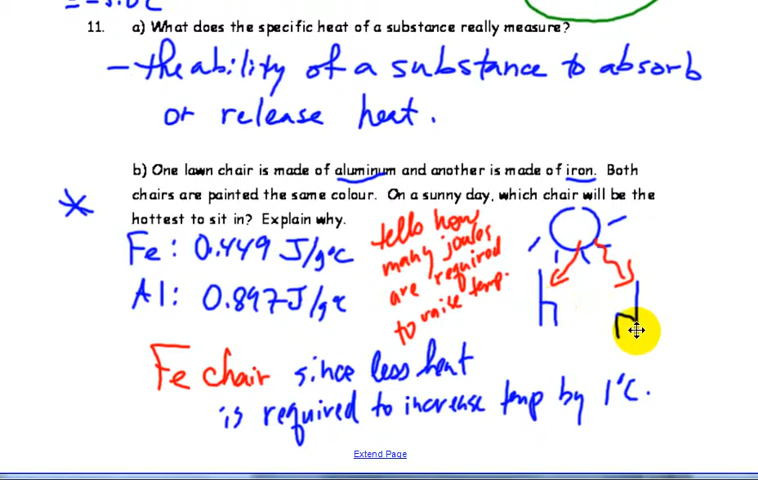 = -3.0°C
11. a) What does the specific heat of a substance really measure?
- the ability of a substance to absorb
or release heat.
b) One lawn chair is made of aluminum and another is made of iron. Both
chairs are painted the same colour. On a sunny day, which chair will be the
hottest to sit in? Explain why.
Fe: 0.449 J/g°C
Al: 0.897 J/g°C
tells how
many joules
are required
to raise temp.
Fe chair since less heat
is required to increase temp by 1°C.
Extend Page